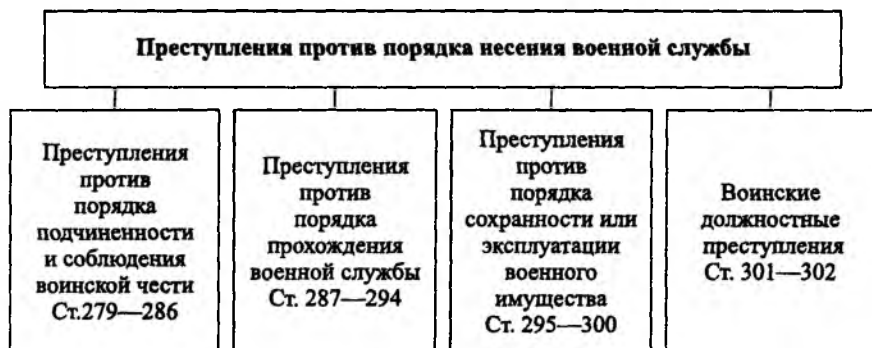 Преступления против порядка несения военной службы
Преступления
против
порядка
подчиненности
и соблюдения
воинской чести
Ст.279—286
Преступления
против
порядка
прохождения
военной службы
Ст. 287—294
Преступления
против
порядка
сохранности или
эксплуатации
военного
имущества
Ст. 295—300
Воинские
должностные
преступления
Ст. 301—302